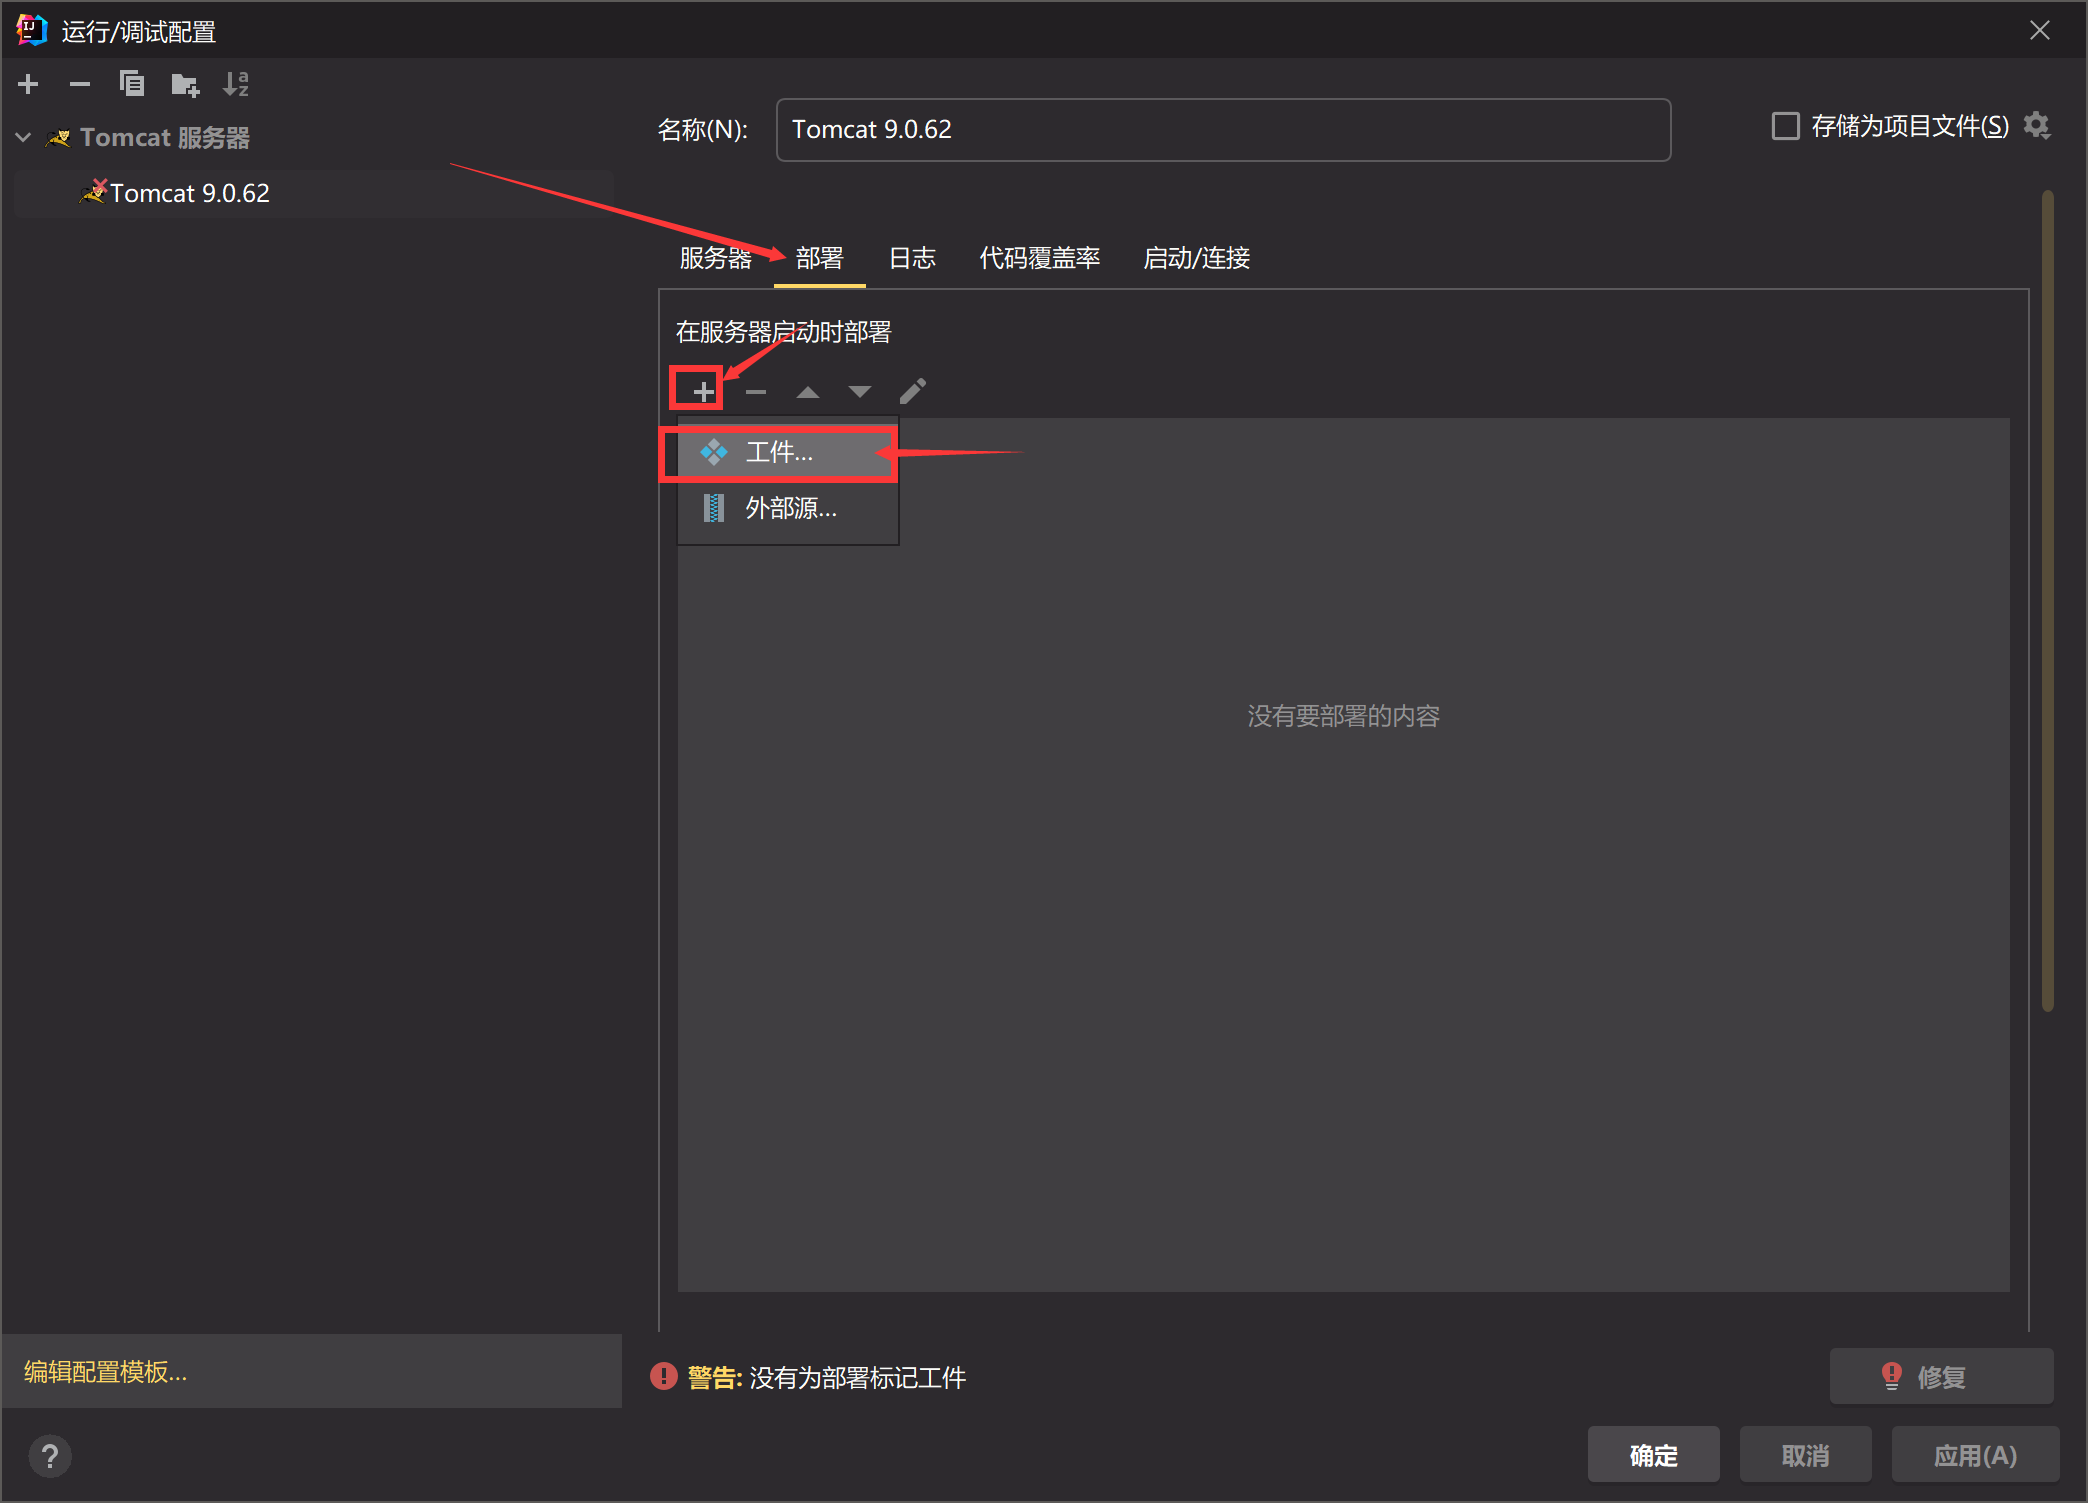 运行/调试配置
Tomcat 服务器
Tomcat 9.0.62
名称(N): Tomcat 9.0.62
存储为项目文件(S)
服务器 部署 日志 代码覆盖率 启动/连接
在服务器启动时部署
工件...
外部源...
没有要部署的内容
编辑配置模板...
警告: 没有为部署标记工件
修复
确定 取消 应用(A)